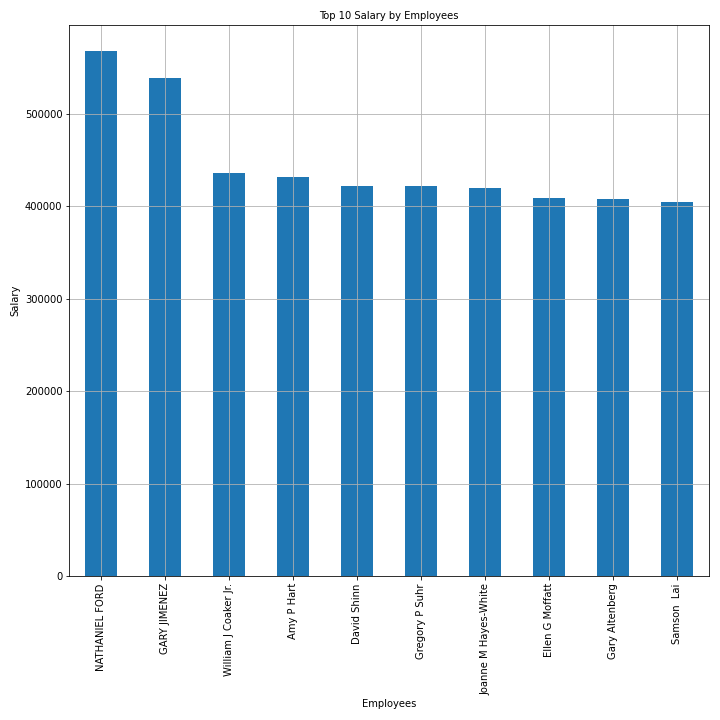 Top 10 Salary by Employees
Salary
500000
400000
300000
200000
100000
0
NATHANIEL FORD
GARY JIMENEZ
William J Coaker Jr.
Amy P Hart
David Shinn
Gregory P Suhr
Joanne M Hayes-White
Ellen G Moffatt
Gary Altenberg
Samson  Lai
Employees